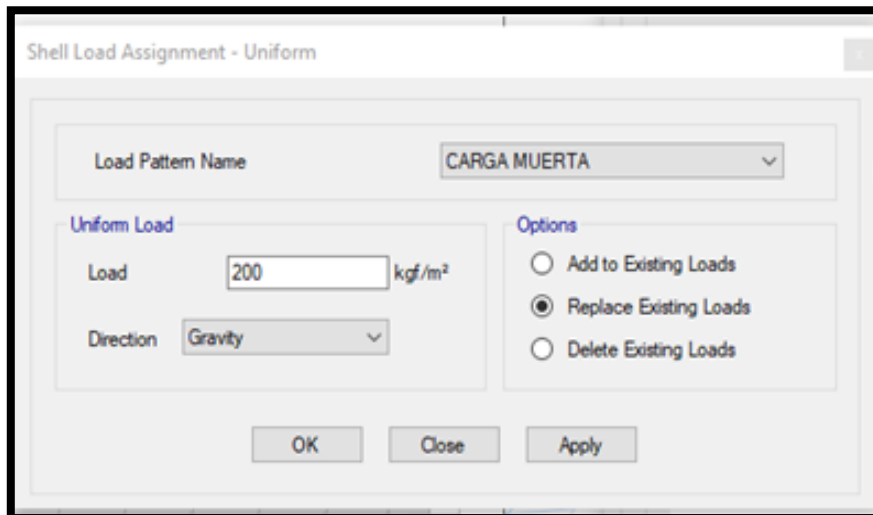 Shell Load Assignment - Uniform
Load Pattern Name
CARGA MUERTA
Uniform Load
Load
200
kgf/m²
Direction
Gravity
Options
Add to Existing Loads
Replace Existing Loads
Delete Existing Loads
OK
Close
Apply